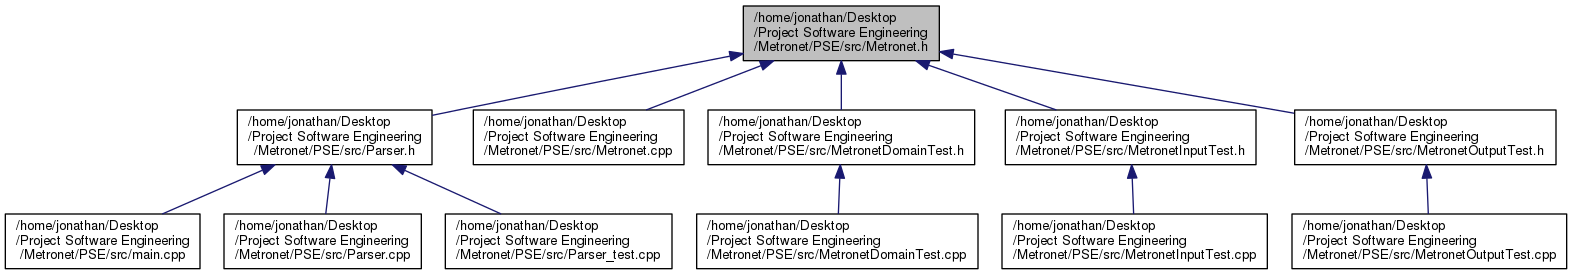 /home/jonathan/Desktop
/Project Software Engineering
/Metronet/PSE/src/Metronet.h
/home/jonathan/Desktop
/Project Software Engineering
/Metronet/PSE/src/Parser.h
/home/jonathan/Desktop
/Project Software Engineering
/Metronet/PSE/src/Metronet.cpp
/home/jonathan/Desktop
/Project Software Engineering
/Metronet/PSE/src/MetronetDomainTest.h
/home/jonathan/Desktop
/Project Software Engineering
/Metronet/PSE/src/MetronetInputTest.h
/home/jonathan/Desktop
/Project Software Engineering
/Metronet/PSE/src/MetronetOutputTest.h
/home/jonathan/Desktop
/Project Software Engineering
/Metronet/PSE/src/main.cpp
/home/jonathan/Desktop
/Project Software Engineering
/Metronet/PSE/src/Parser.cpp
/home/jonathan/Desktop
/Project Software Engineering
/Metronet/PSE/src/Parser_test.cpp
/home/jonathan/Desktop
/Project Software Engineering
/Metronet/PSE/src/MetronetDomainTest.cpp
/home/jonathan/Desktop
/Project Software Engineering
/Metronet/PSE/src/MetronetInputTest.cpp
/home/jonathan/Desktop
/Project Software Engineering
/Metronet/PSE/src/MetronetOutputTest.cpp